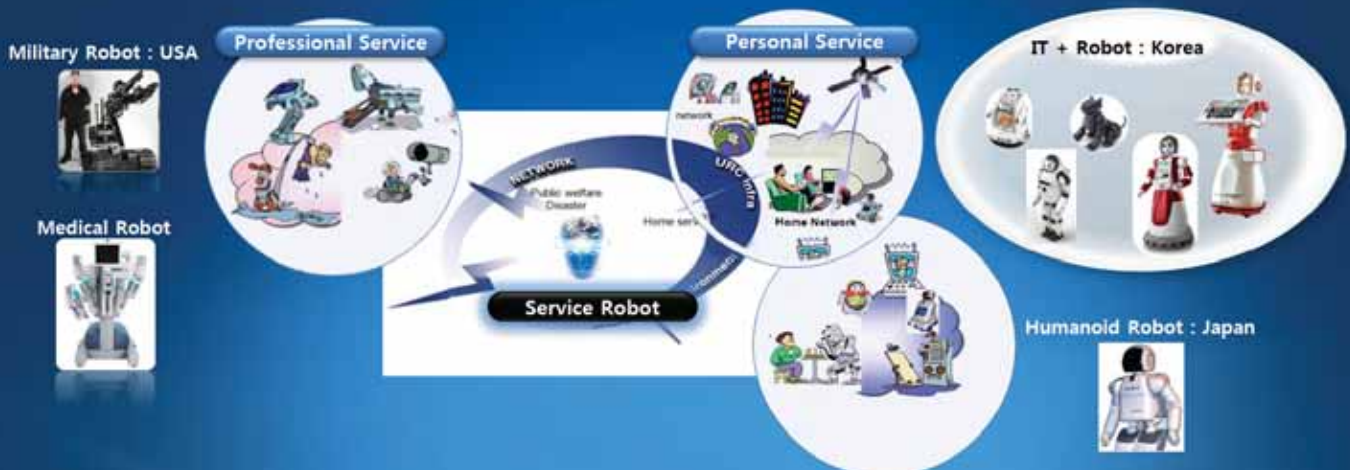 Military Robot : USA
Professional Service
Personal Service
IT + Robot : Korea
network
NETWORK
URC Infra
Public welfare
Disaster
Home
Home Network
Medical Robot
Service Robot
Humanoid Robot : Japan